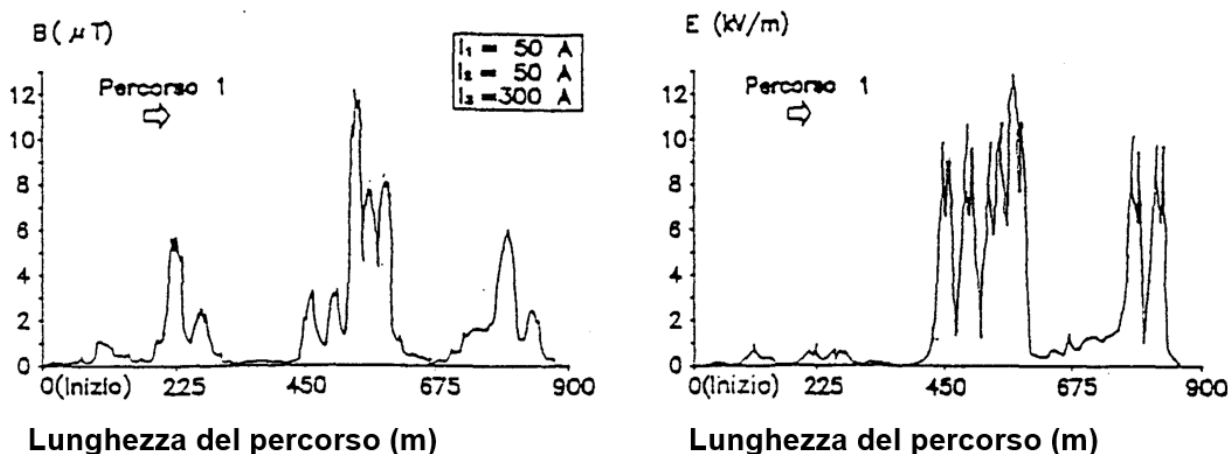 B (μT)
I₁ = 50 A
I₂ = 50 A
I₃ = 300 A
Percorso 1
12
10
8
6
4
2
0
0(Inizio) 225 450 675 900
Lunghezza del percorso (m)
E (kV/m)
Percorso 1
12
10
8
6
4
2
0
0(Inizio) 225 450 675 900
Lunghezza del percorso (m)